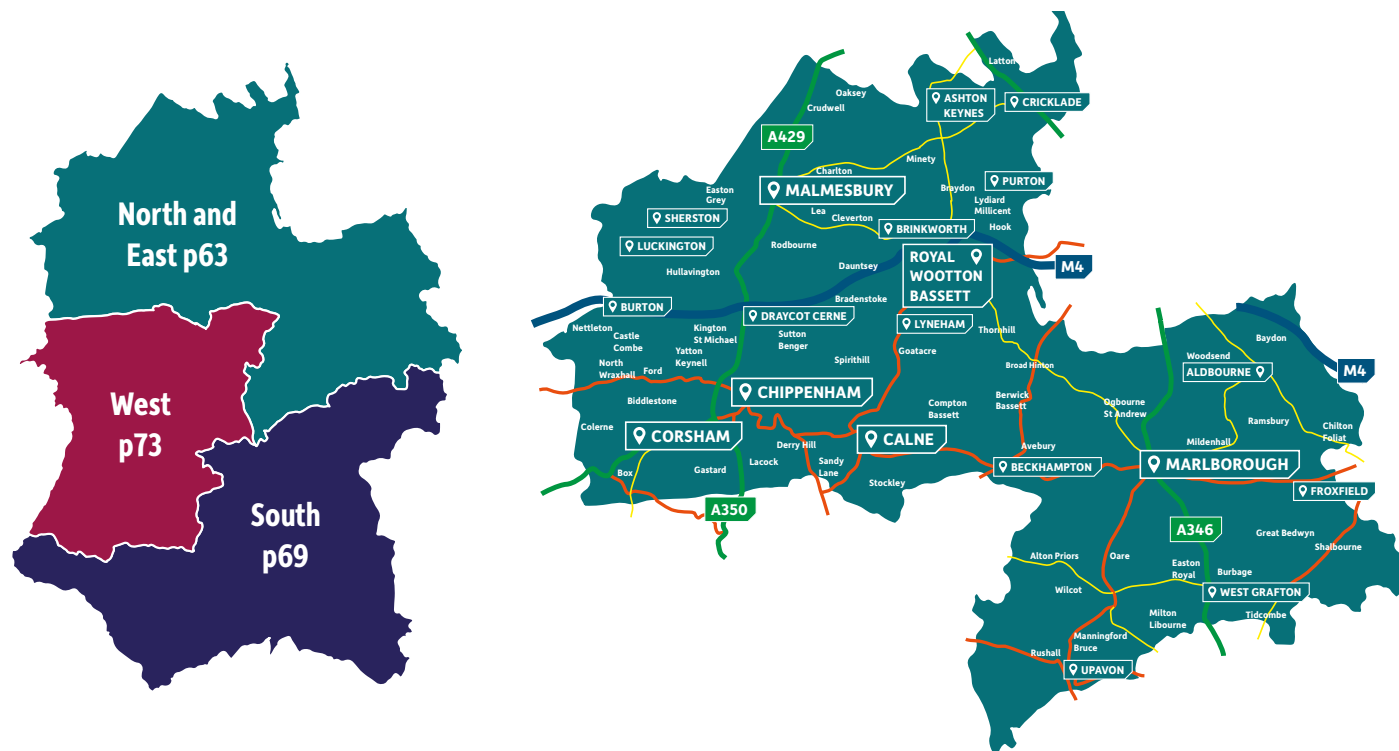 North and
East p63
West
p73
South
p69
Latton
Oaksey
Crudwell
ASHTON
KEYNES
CRICKLADE
A429
Minety
Charlton
MALMESBURY
Easton
Grey
Braydon
PURTON
Lydiard
Millicent
SHERSTON
Lea
Cleverton
BRINKWORTH
Hook
LUCKINGTON
Rodbourne
ROYAL
WOOTTON
BASSETT
M4
Hullavington
Dauntsey
BURTON
Bradenstoke
DRAYCOT CERNE
LYNEHAM
Nettleton
Castle
Combe
Kington
St Michael
Sutton
Benger
Thornhill
Baydon
Yatton
Keynell
Goatacre
Woodsend
North
Wraxhall
Ford
Spirithill
Broad Hinton
ALDBOURNE
M4
CHIPPENHAM
Biddlestone
Compton
Bassett
Berwick
Bassett
Ogbourne
St Andrew
Ramsbury
Chilton
Foliat
Colerne
CORSHAM
Derry Hill
CALNE
Avebury
Mildenhall
Box
Gastard
Lacock
Sandy
Lane
Stockley
BECKHAMPTON
MARLBOROUGH
FROXFIELD
A350
A346
Great Bedwyn
Shalbourne
Alton Priors
Oare
Easton
Royal
Burbage
Wilcot
WEST GRAFTON
Milton
Libourne
Tidcombe
Manningford
Bruce
Rushall
UPAVON